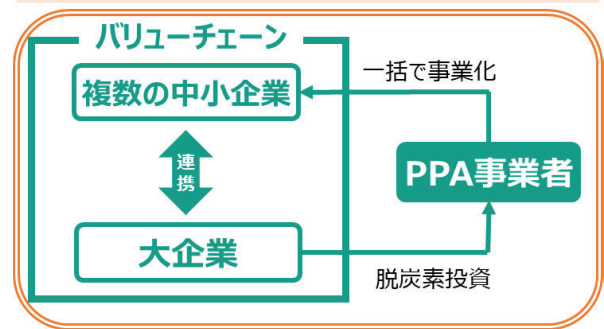 バリューチェーン
複数の中小企業
連携
大企業
一括で事業化
PPA事業者
脱炭素投資